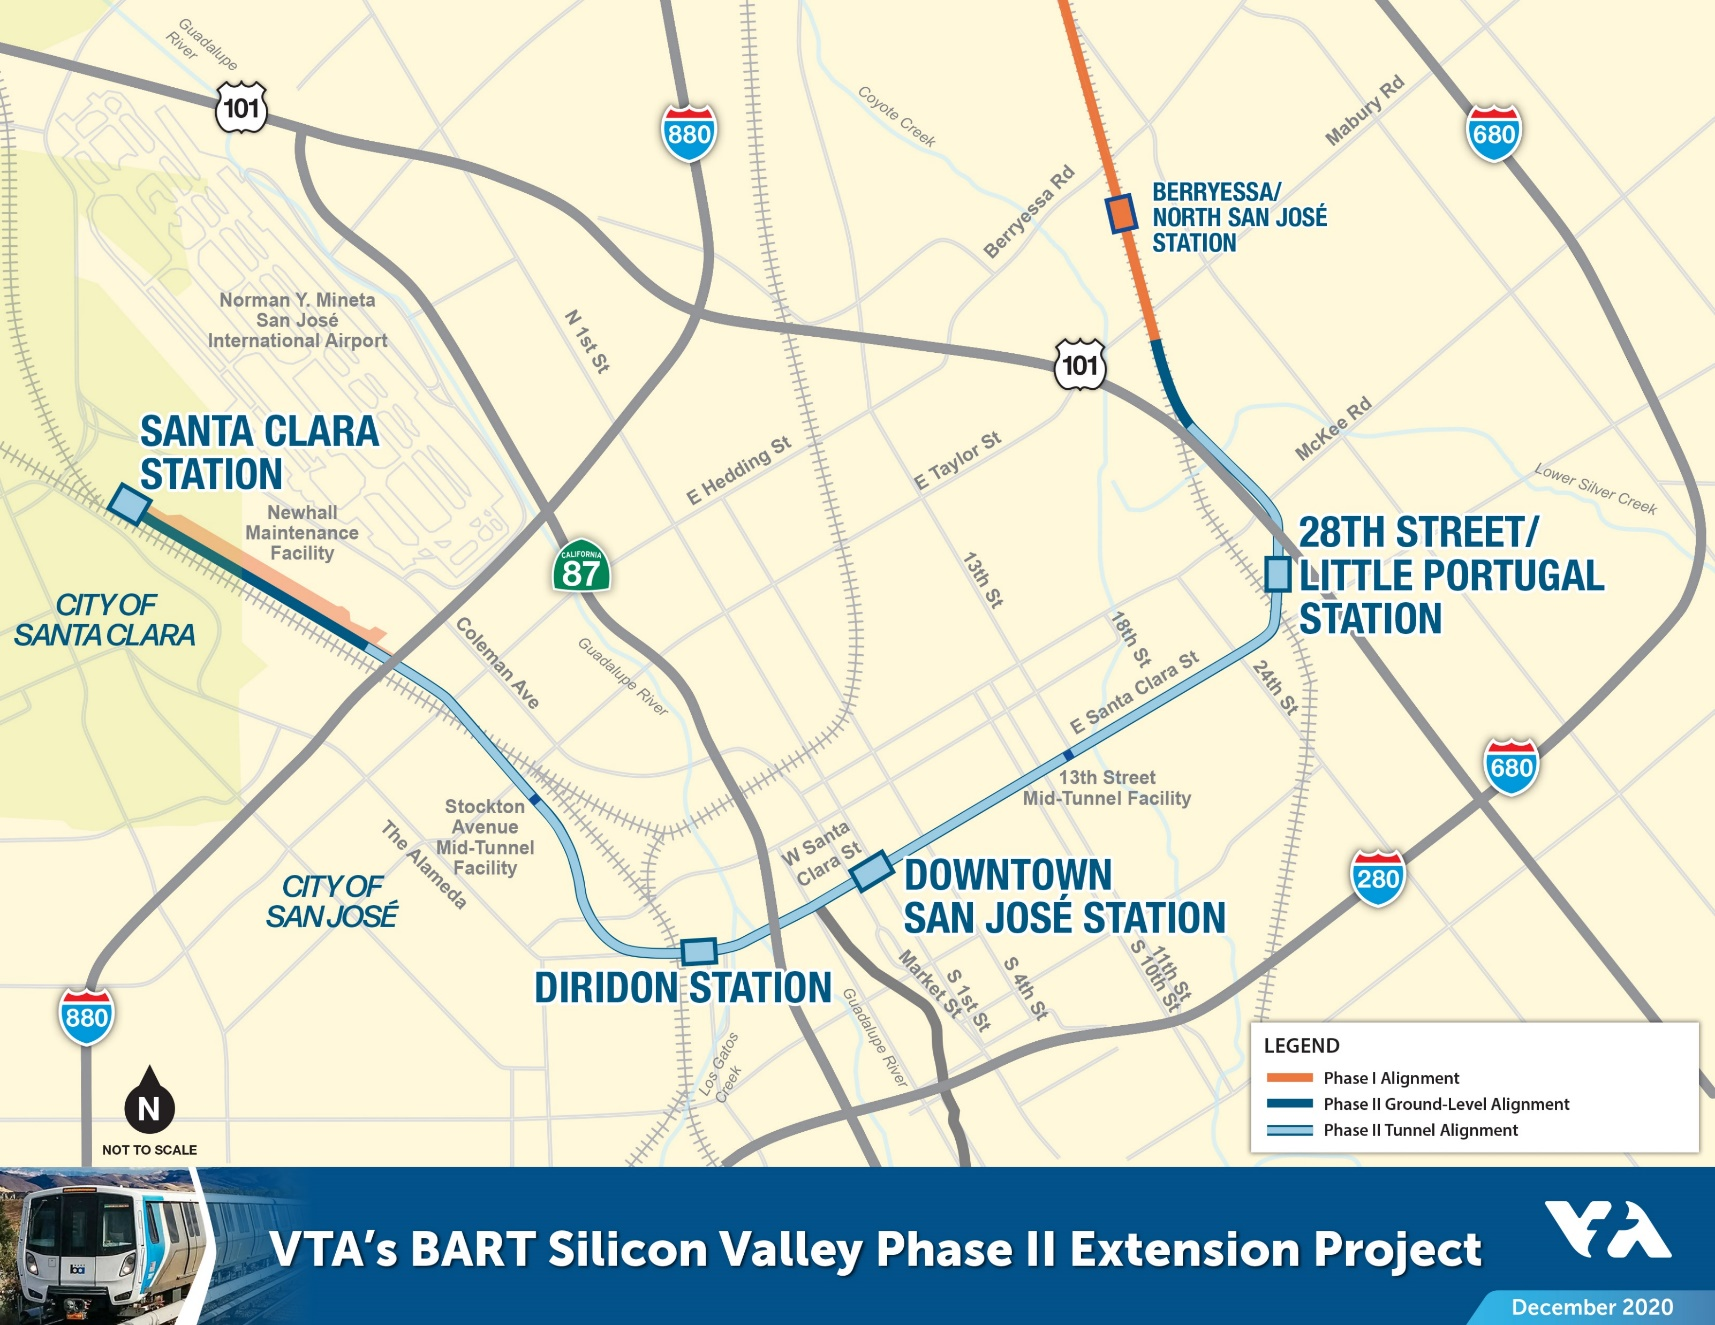 Guadalupe
River
101
880
Coyote Creek
Mabury Rd
680
Berryessa Rd
BERRYESSA/
NORTH SAN JOSÉ
STATION
Norman Y. Mineta
San José
International Airport
N 1st St
101
SANTA CLARA
STATION
McKee Rd
E Hedding St
E Taylor St
Lower Silver Creek
Newhall
Maintenance
Facility
28TH STREET/
LITTLE PORTUGAL
STATION
CALIFORNIA
87
13th St
CITY OF
SANTA CLARA
Coleman Ave
Guadalupe River
18th St
E Santa Clara St
24th St
680
13th Street
Mid-Tunnel Facility
Stockton
Avenue
Mid-Tunnel
Facility
The Alameda
W Santa
Clara St
DOWNTOWN
SAN JOSÉ STATION
280
CITY OF
SAN JOSÉ
DIRIDON STATION
Market St
S 1st St
S 4th St
S 10th St
11th St
880
Guadalupe River
Los Gatos
Creek
N
NOT TO SCALE
LEGEND
Phase I Alignment
Phase II Ground-Level Alignment
Phase II Tunnel Alignment
ba
VTA's BART Silicon Valley Phase II Extension Project
VTA
December 2020